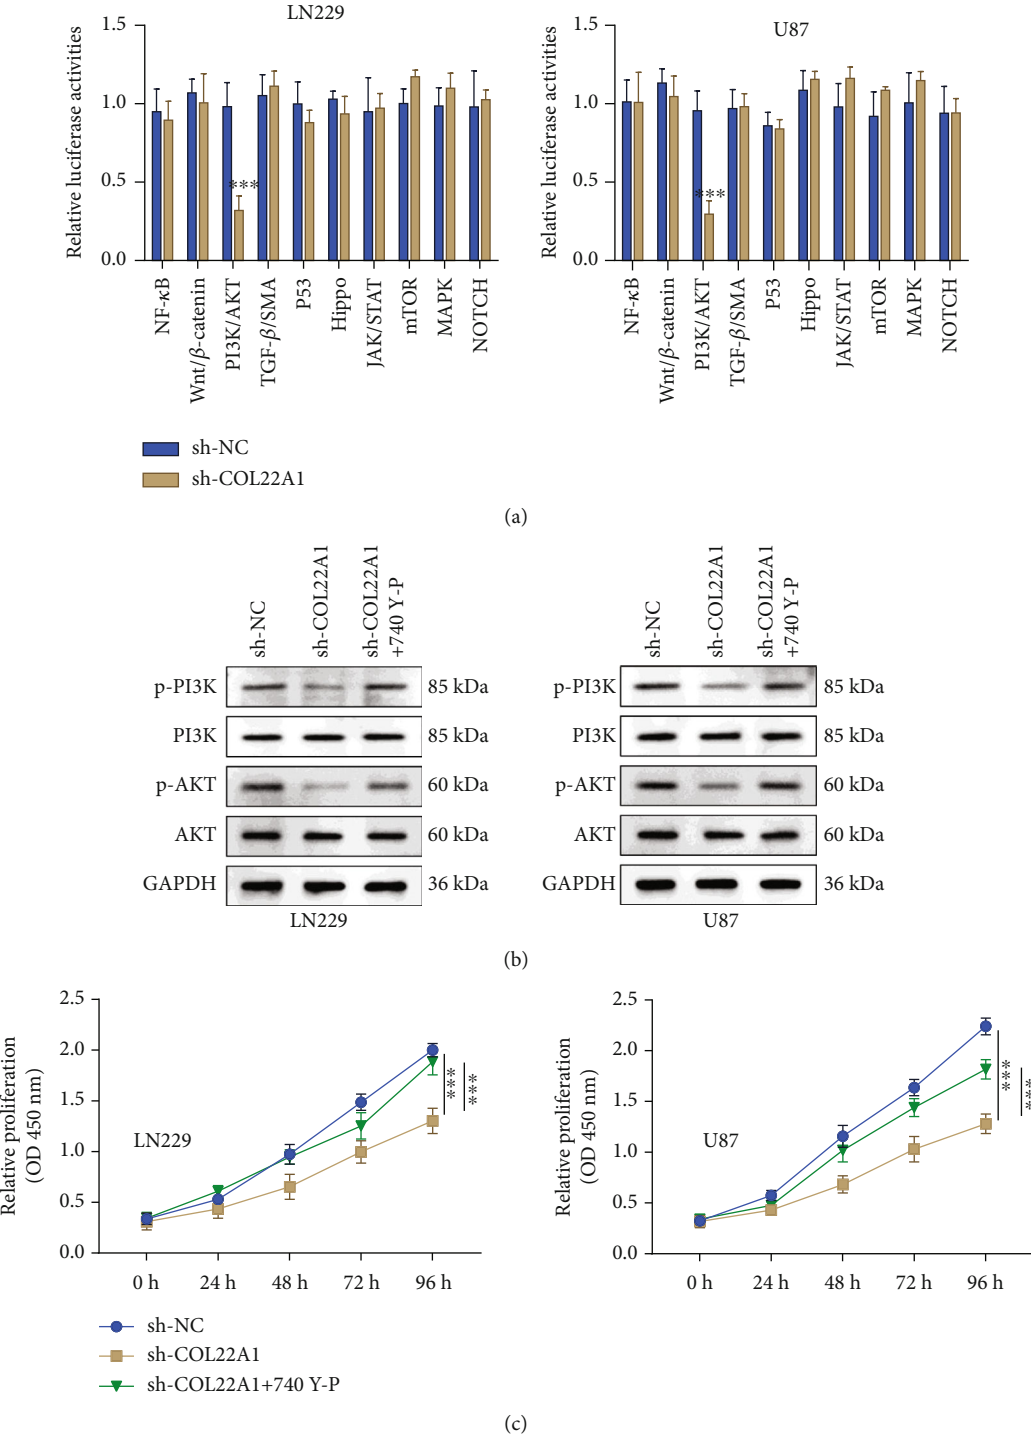 LN229
Relative luciferase activities
1.5
1.0
0.5
0.0
***
NF-κB
Wnt/β-catenin
PI3K/AKT
TGF-β/SMA
P53
Hippo
JAK/STAT
mTOR
MAPK
NOTCH
U87
Relative luciferase activities
1.5
1.0
0.5
0.0
***
NF-κB
Wnt/β-catenin
PI3K/AKT
TGF-β/SMA
P53
Hippo
JAK/STAT
mTOR
MAPK
NOTCH
sh-NC
sh-COL22A1
(a)
sh-NC
sh-COL22A1
sh-COL22A1
+740 Y-P
p-PI3K 85 kDa
PI3K 85 kDa
p-AKT 60 kDa
AKT 60 kDa
GAPDH 36 kDa
LN229
sh-NC
sh-COL22A1
sh-COL22A1
+740 Y-P
p-PI3K 85 kDa
PI3K 85 kDa
p-AKT 60 kDa
AKT 60 kDa
GAPDH 36 kDa
U87
(b)
Relative proliferation
(OD 450 nm)
2.5
2.0
1.5
1.0
0.5
0.0
LN229
***
***
0 h 24 h 48 h 72 h 96 h
Relative proliferation
(OD 450 nm)
2.5
2.0
1.5
1.0
0.5
0.0
U87
***
***
0 h 24 h 48 h 72 h 96 h
sh-NC
sh-COL22A1
sh-COL22A1+740 Y-P
(c)